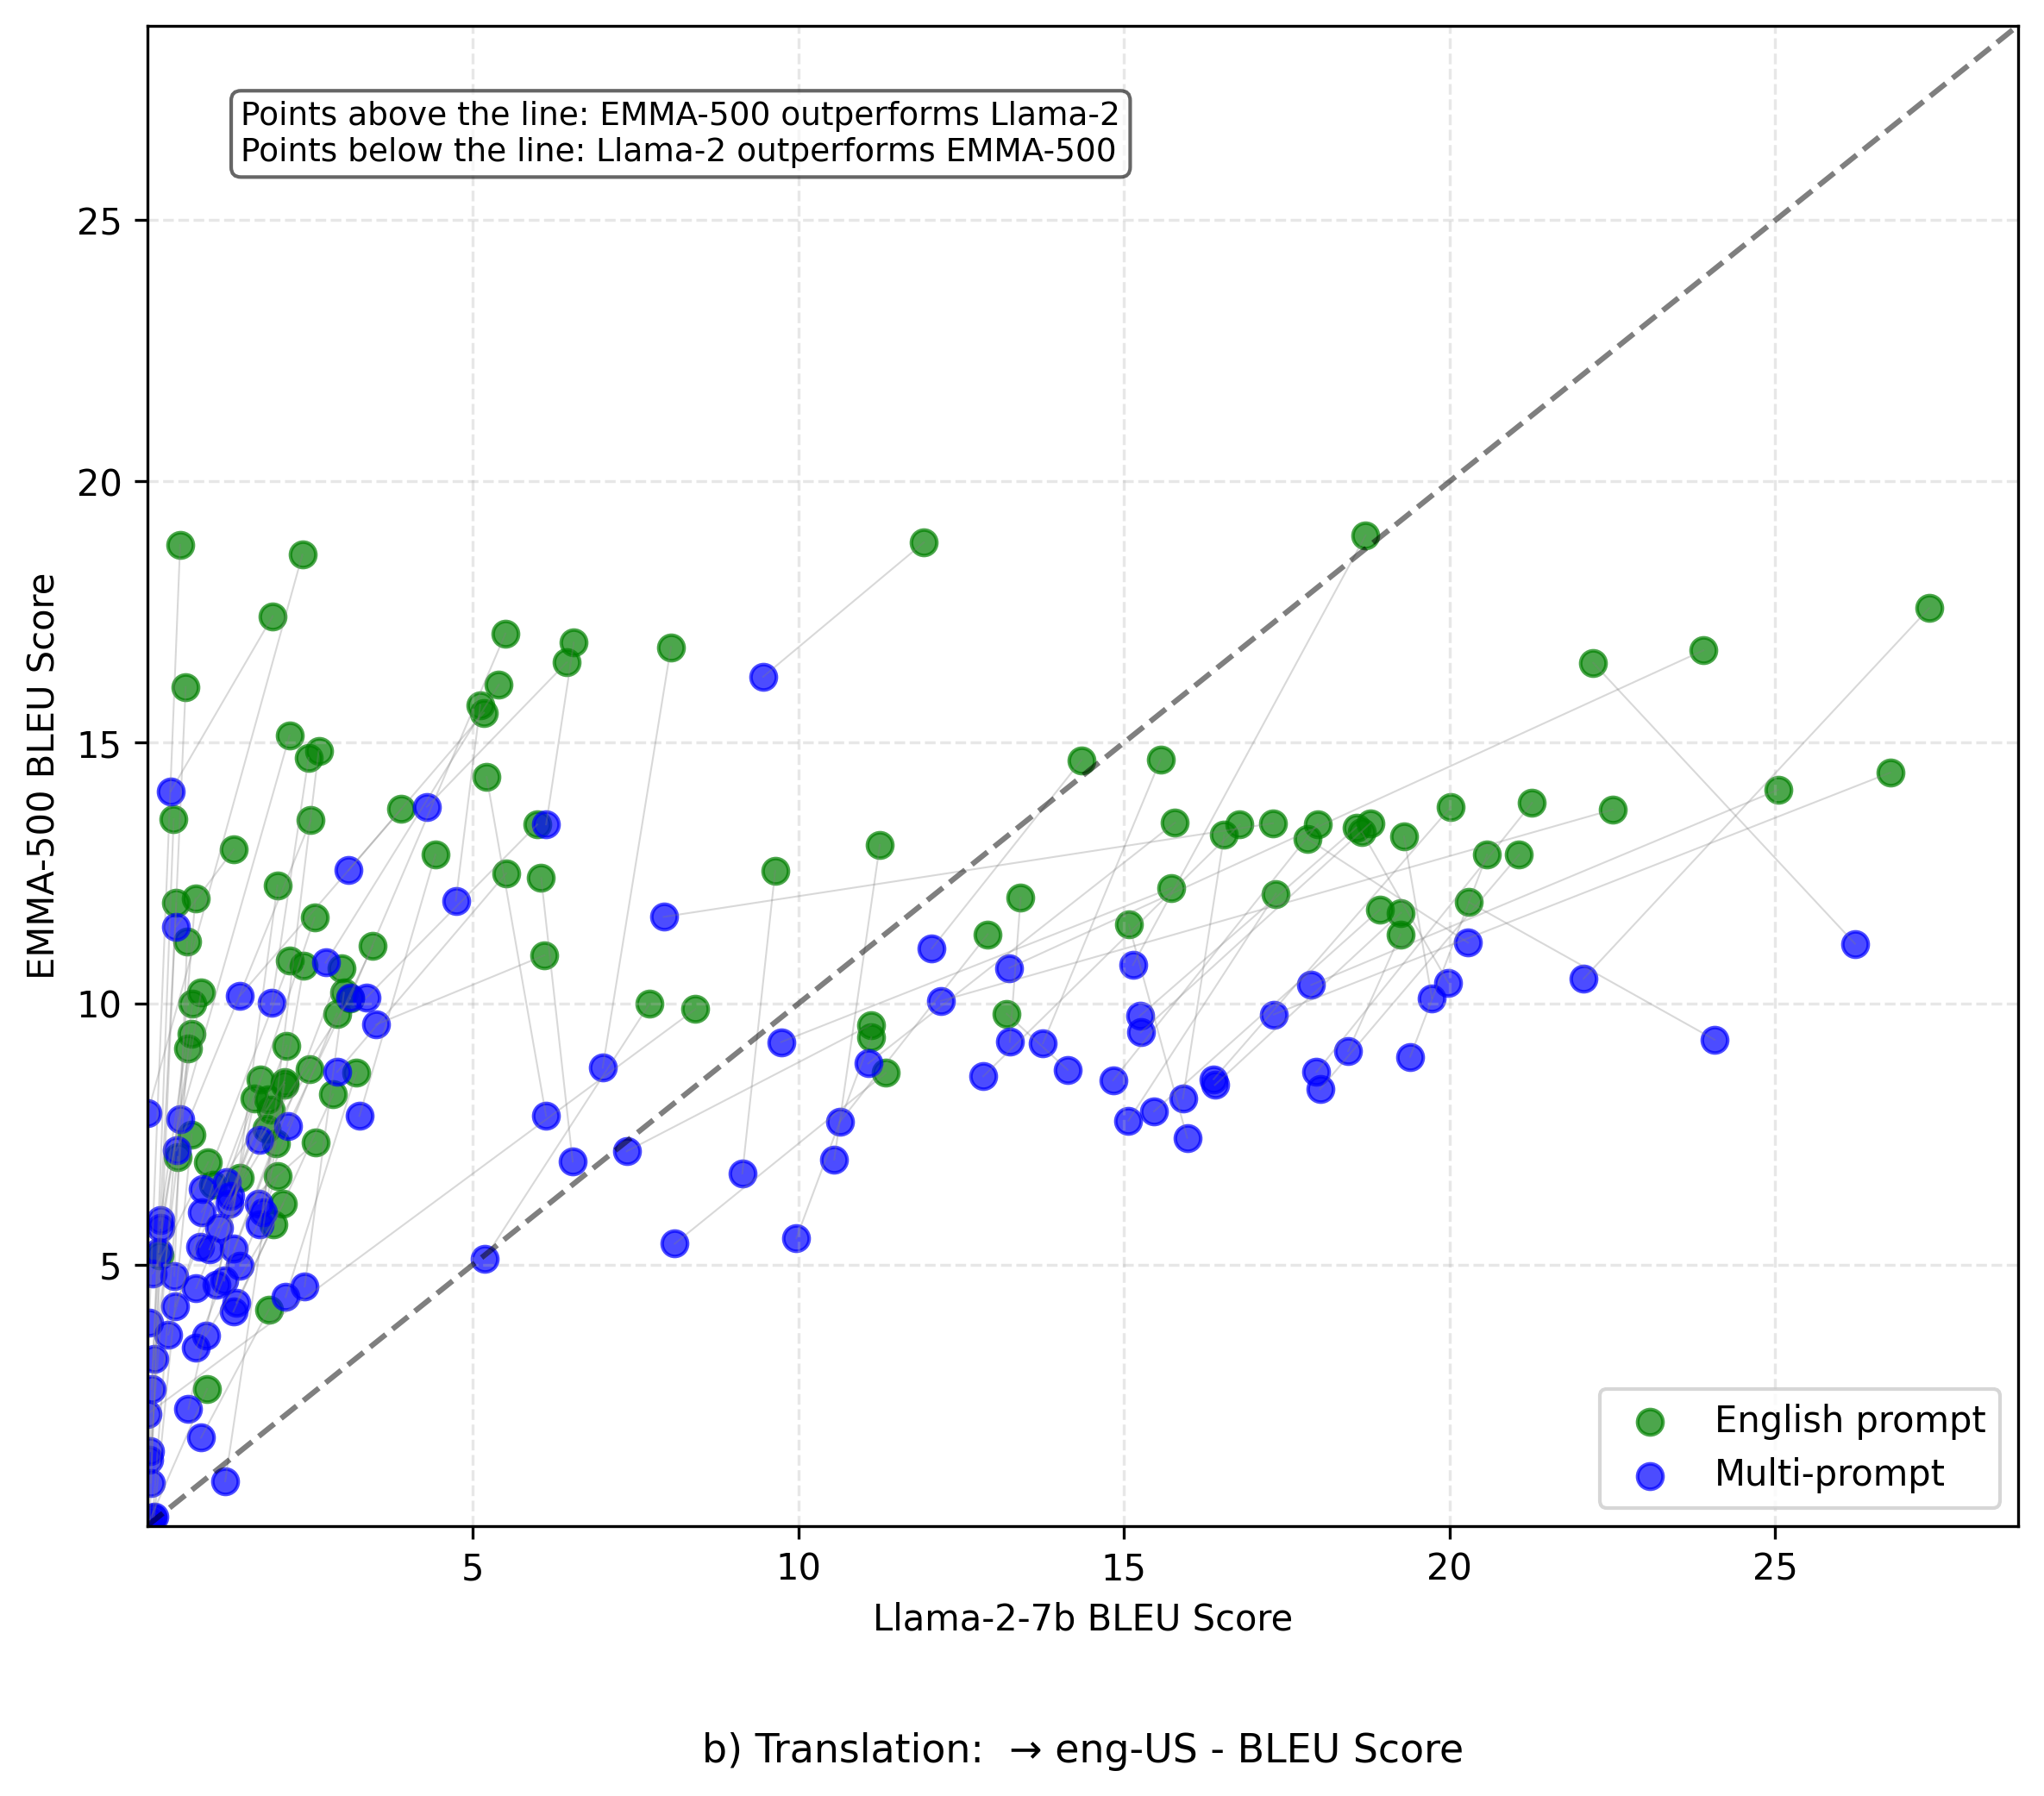 Points above the line: EMMA-500 outperforms Llama-2
Points below the line: Llama-2 outperforms EMMA-500
25
20
15
10
5
EMMA-500 BLEU Score
English prompt
Multi-prompt
5
10
15
20
25
Llama-2-7b BLEU Score
b) Translation:  → eng-US - BLEU Score